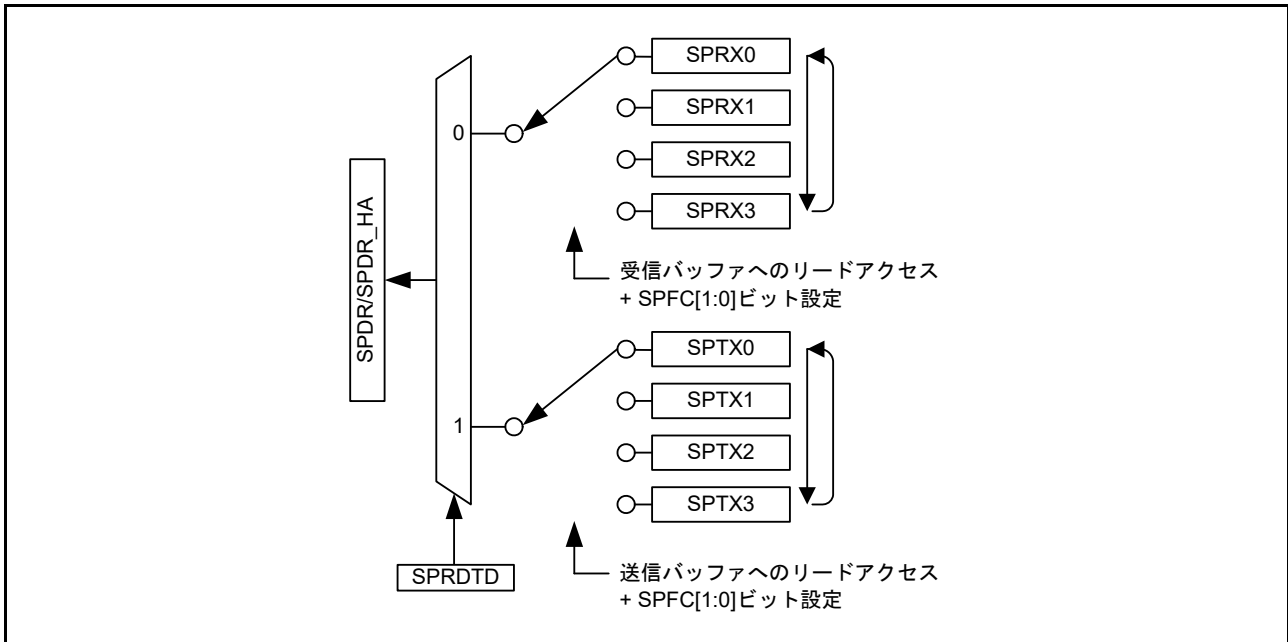 SPRX0
SPRX1
0
SPRX2
SPRX3
SPDR/SPDR_HA
受信バッファへのリードアクセス
+ SPFC[1:0]ビット設定
SPTX0
SPTX1
1
SPTX2
SPTX3
SPRDTD
送信バッファへのリードアクセス
+ SPFC[1:0]ビット設定